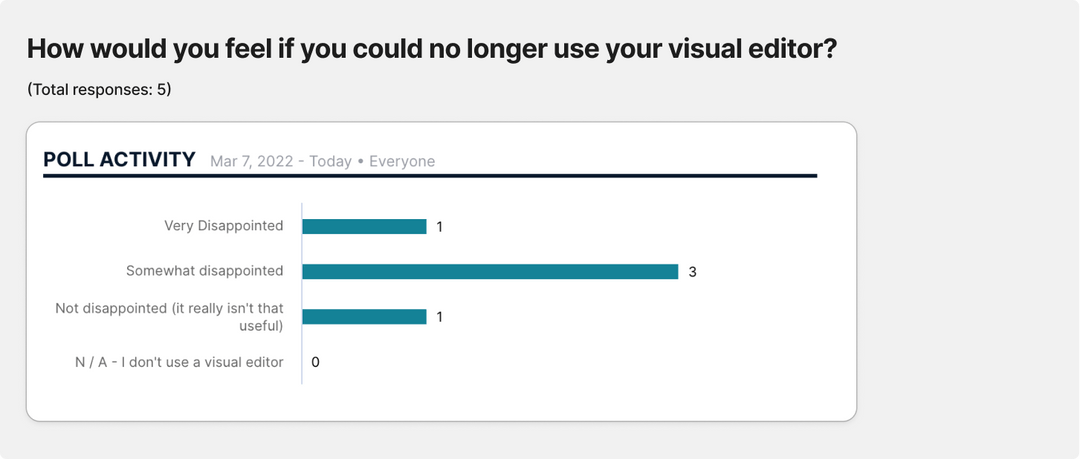 How would you feel if you could no longer use your visual editor?
(Total responses: 5)
POLL ACTIVITY Mar 7, 2022 - Today • Everyone
Very Disappointed 1
Somewhat disappointed 3
Not disappointed (it really isn't that
useful) 1
N / A - I don't use a visual editor 0